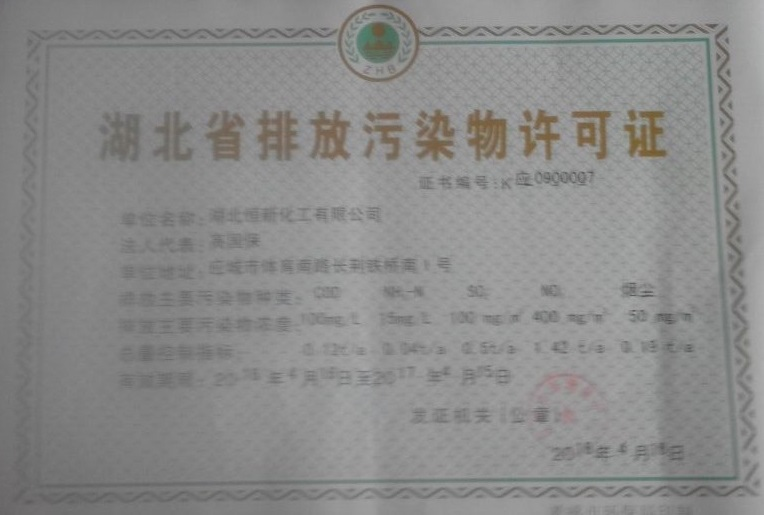 ZHB
湖北省排放污染物许可证
证书编号:K应0900007
单位名称:湖北恒新化工有限公司
法人代表:
单位地址:应城市体育南路长荆铁桥南1号
排放主要污染物种类: COD NH₃-N SO₂ NOₓ 烟尘
排放主要污染物浓度:100mg/L 15mg/L 100 mg/m³ 400 mg/m³ 50 mg/m³
总量控制指标: 0.12t/a 0.04t/a 0.5t/a 1.42 t/a 0.19 t/a
有效期限:2016年4月16日至2017年4月15日
发证机关(公章)
2016年4月16日